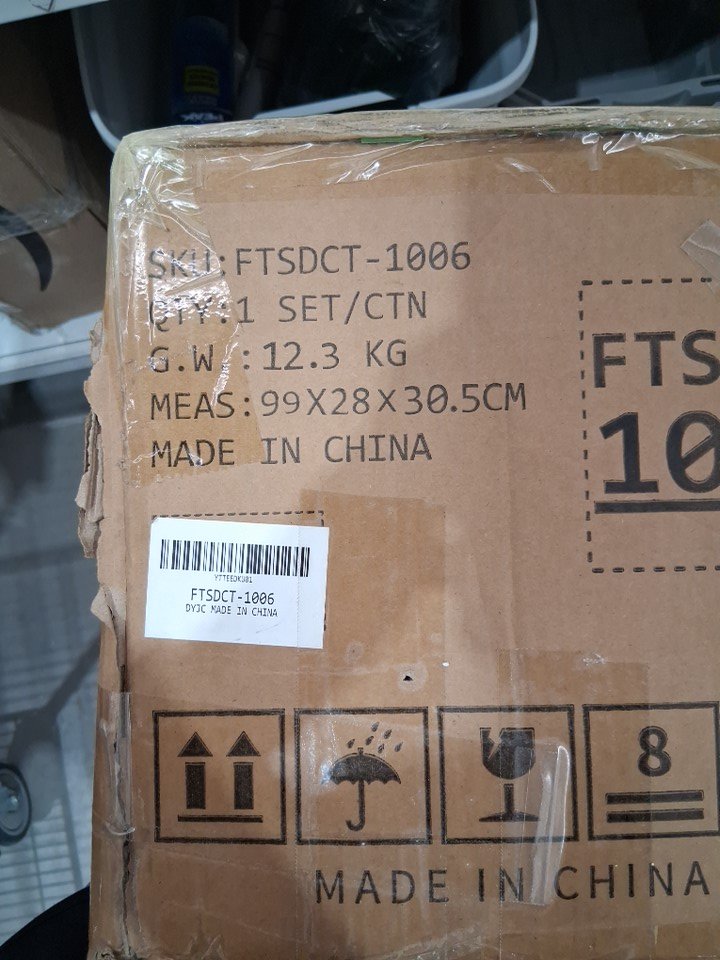 SKU:FTSDCT-1006
QTY:1 SET/CTN
G.W.:12.3 KG
MEAS:99X28X30.5CM
MADE IN CHINA
FTS
10
FTSDCT-1006
DYJC MADE IN CHINA
8
MADE IN CHINA